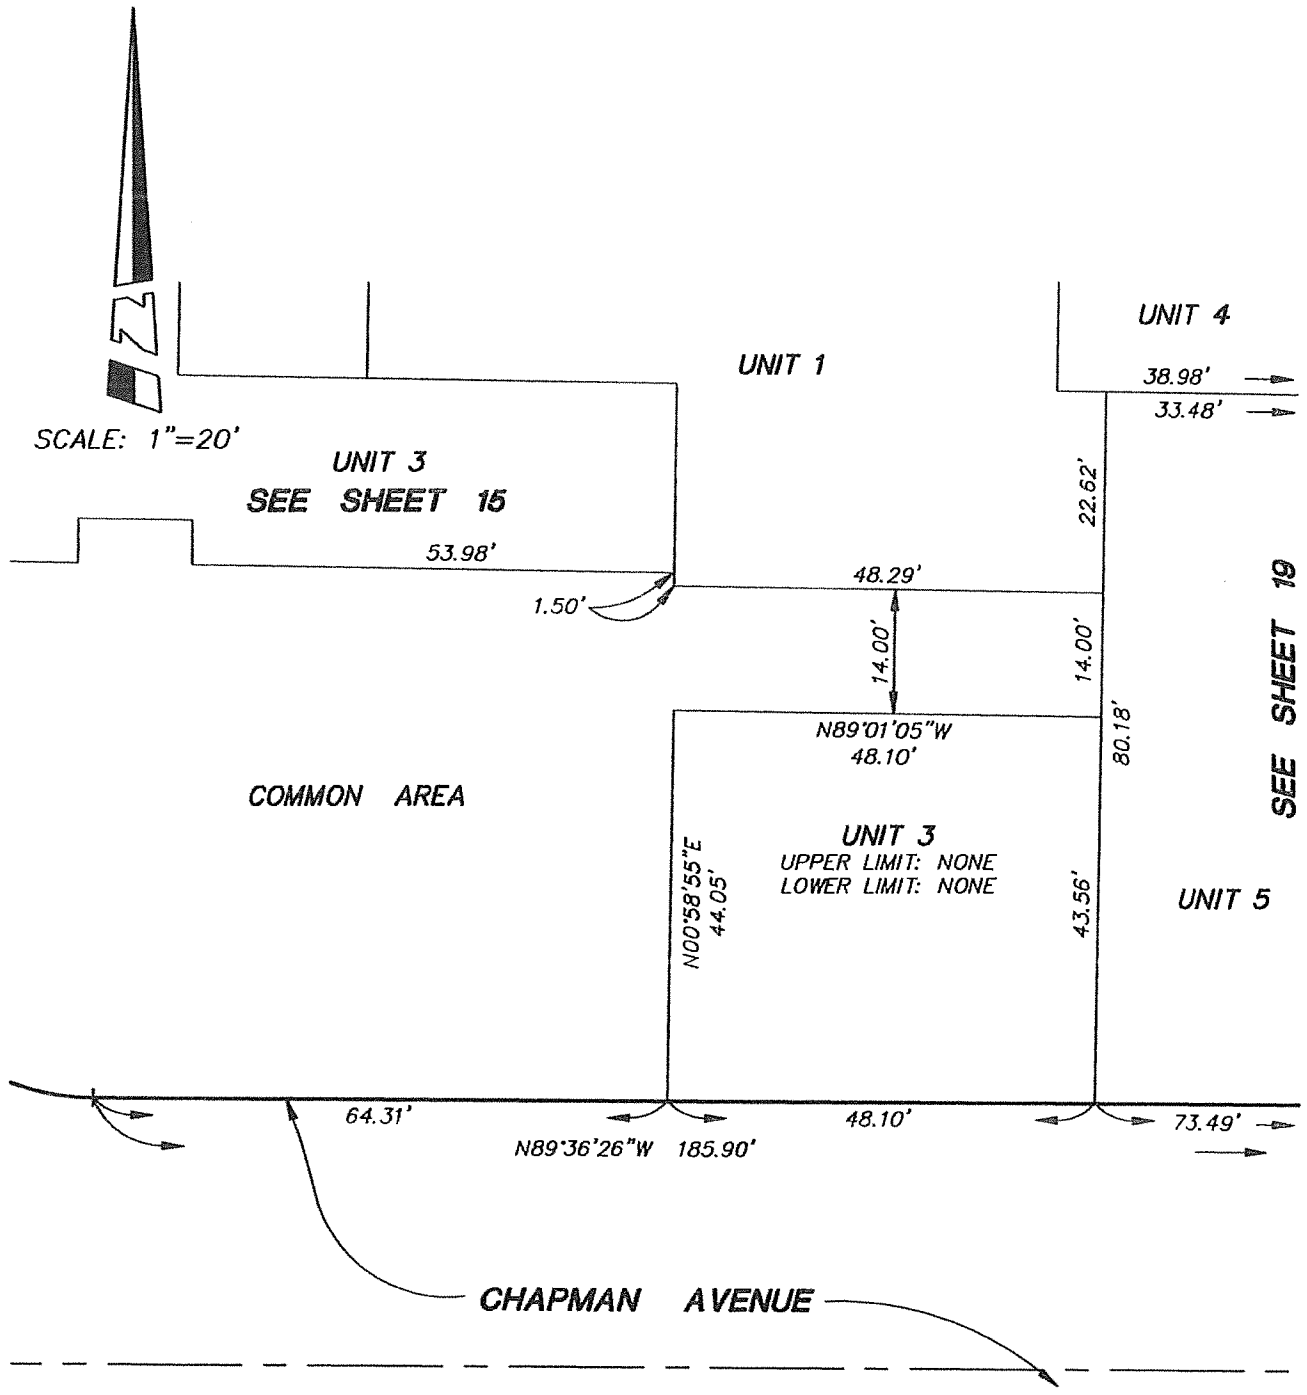 N
SCALE: 1"=20'
UNIT 4
UNIT 1
38.98'
33.48'
UNIT 3
SEE SHEET 15
22.62'
53.98'
48.29'
1.50'
14.00'
14.00'
SEE SHEET 19
N89°01'05"W
48.10'
80.18'
COMMON AREA
UNIT 3
UPPER LIMIT: NONE
LOWER LIMIT: NONE
N00°58'55"E
44.05'
43.56'
UNIT 5
64.31'
48.10'
73.49'
N89°36'26"W 185.90'
CHAPMAN AVENUE